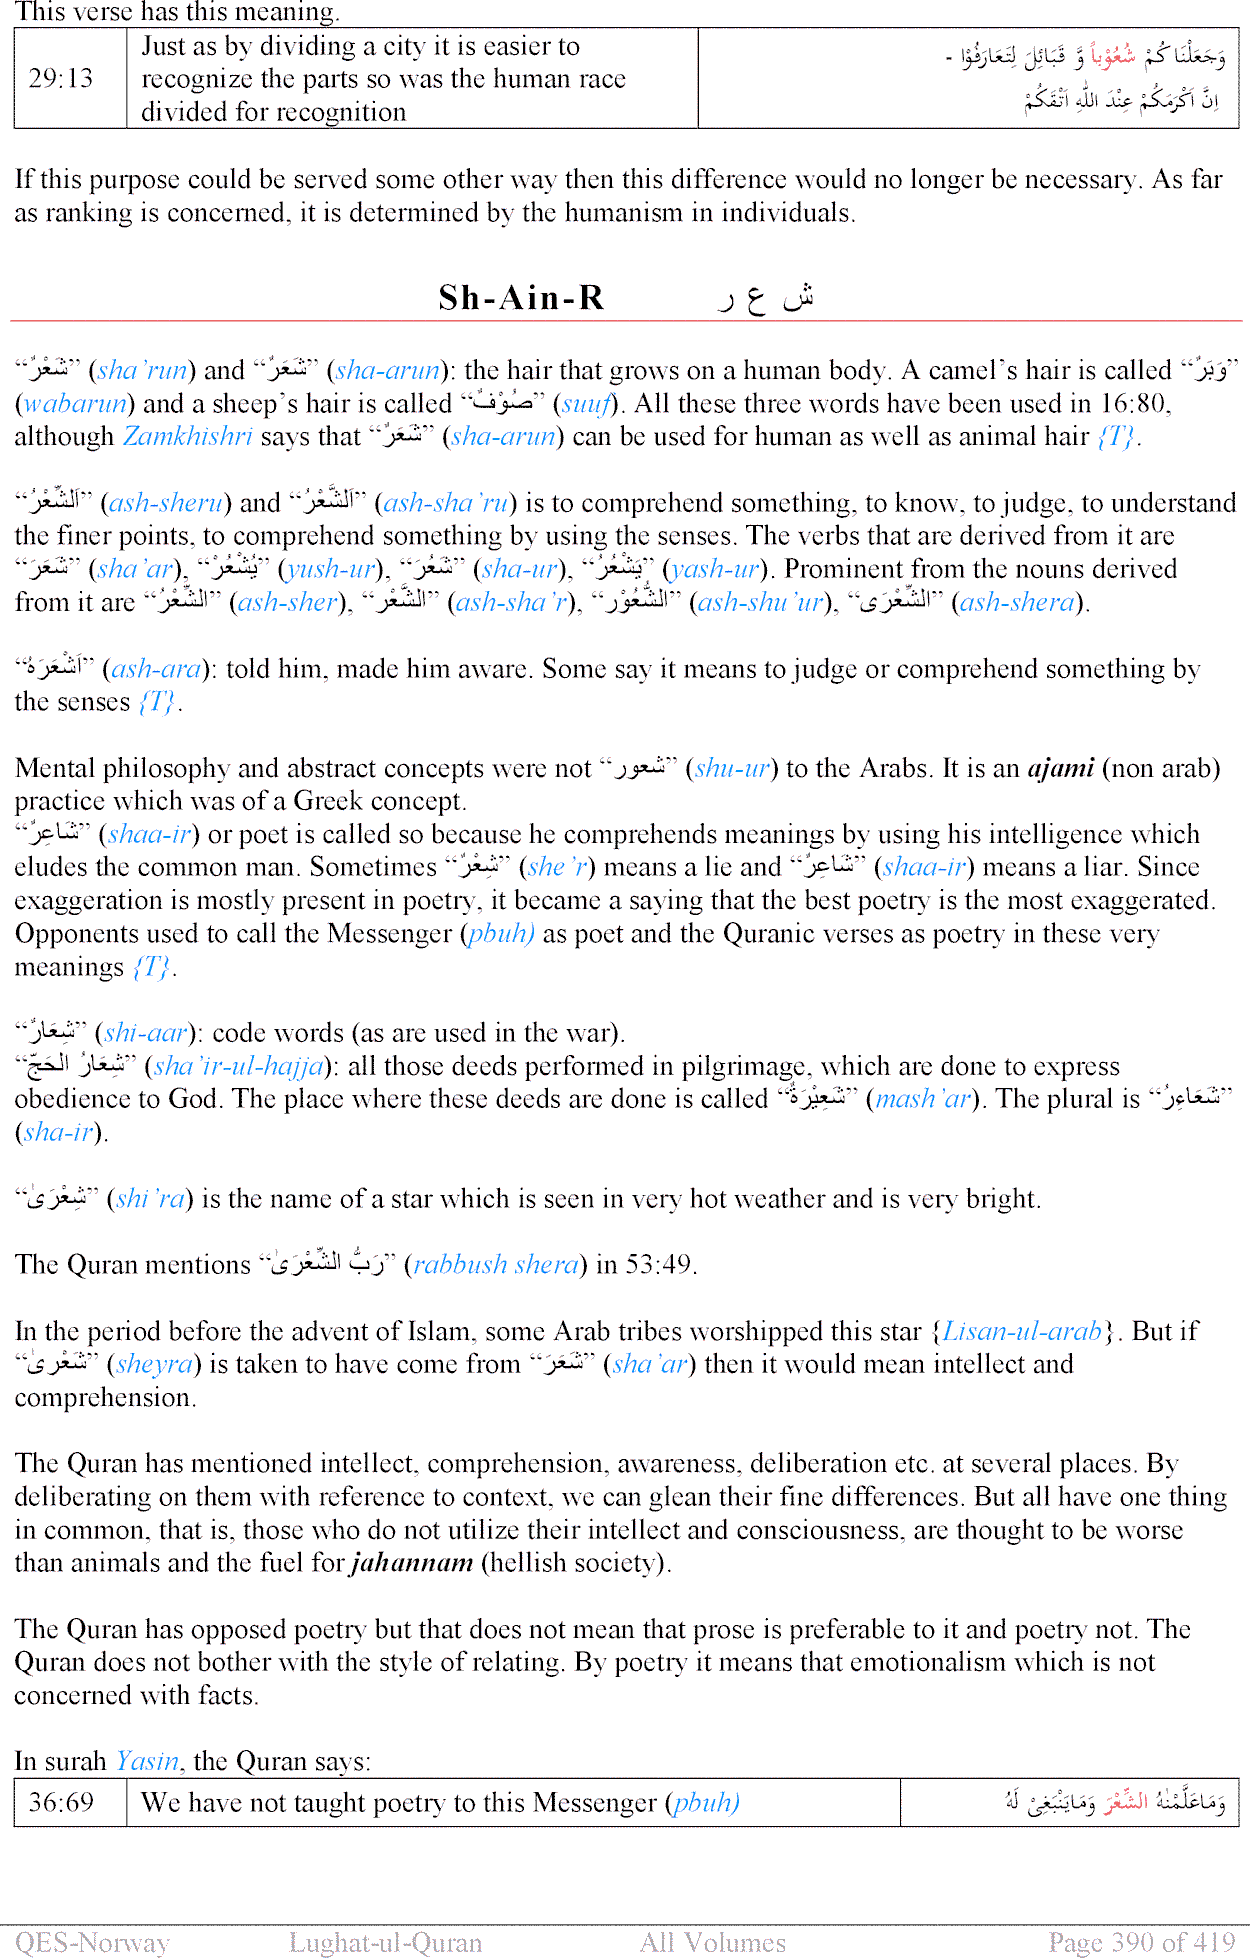 This verse has this meaning.
29:13 Just as by dividing a city it is easier to recognize the parts so was the human race divided for recognition وَجَعَلْنَا كُمْ شُعُوْباً وَّ قَبَائِلَ لِتَعَارَفُوْا -
اِنَّ اَكْرَمَكُمْ عِنْدَ اللّٰهِ اَتْقٰكُمْ
If this purpose could be served some other way then this difference would no longer be necessary. As far
as ranking is concerned, it is determined by the humanism in individuals.
Sh-Ain-R ش ع ر
“شَعْرٌ” (sha’run) and “شَعَرٌ” (sha-arun): the hair that grows on a human body. A camel’s hair is called “وَبَرٌ”
(wabarun) and a sheep’s hair is called “صُوْفٌ” (suuf). All these three words have been used in 16:80,
although Zamkhishri says that “شَعَرٌ” (sha-arun) can be used for human as well as animal hair {T}.
“اَلشِّعْرُ” (ash-sheru) and “اَلشَّعْرُ” (ash-sha’ru) is to comprehend something, to know, to judge, to understand
the finer points, to comprehend something by using the senses. The verbs that are derived from it are
“شَعَرَ” (sha’ar), “يُشْعُرُ” (yush-ur), “شَعُرَ” (sha-ur), “يَشْعُرُ” (yash-ur). Prominent from the nouns derived
from it are “الشِّعْرُ” (ash-sher), “الشَّعْر” (ash-sha’r), “الشُّعُوْر” (ash-shu’ur), “الشِّعْرَى” (ash-shera).
“اَشْعَرَهُ” (ash-ara): told him, made him aware. Some say it means to judge or comprehend something by
the senses {T}.
Mental philosophy and abstract concepts were not “شعور” (shu-ur) to the Arabs. It is an ajami (non arab)
practice which was of a Greek concept.
“شَاعِرٌ” (shaa-ir) or poet is called so because he comprehends meanings by using his intelligence which
eludes the common man. Sometimes “شِعْرٌ” (she’r) means a lie and “شَاعِرٌ” (shaa-ir) means a liar. Since
exaggeration is mostly present in poetry, it became a saying that the best poetry is the most exaggerated.
Opponents used to call the Messenger (pbuh) as poet and the Quranic verses as poetry in these very
meanings {T}.
“شِعَارٌ” (shi-aar): code words (as are used in the war).
“شِعَارُ الحَجّ” (sha’ir-ul-hajja): all those deeds performed in pilgrimage, which are done to express
obedience to God. The place where these deeds are done is called “شَعِيْرَةٌ” (mash’ar). The plural is “شَعَاءِرُ”
(sha-ir).
“شِعْرَىٰ” (shi’ra) is the name of a star which is seen in very hot weather and is very bright.
The Quran mentions “رَبُّ الشِّعْرَىٰ” (rabbush shera) in 53:49.
In the period before the advent of Islam, some Arab tribes worshipped this star {Lisan-ul-arab}. But if
“شَعْرىٰ” (sheyra) is taken to have come from “شَعَرَ” (sha’ar) then it would mean intellect and
comprehension.
The Quran has mentioned intellect, comprehension, awareness, deliberation etc. at several places. By
deliberating on them with reference to context, we can glean their fine differences. But all have one thing
in common, that is, those who do not utilize their intellect and consciousness, are thought to be worse
than animals and the fuel for jahannam (hellish society).
The Quran has opposed poetry but that does not mean that prose is preferable to it and poetry not. The
Quran does not bother with the style of relating. By poetry it means that emotionalism which is not
concerned with facts.
In surah Yasin, the Quran says:
36:69 We have not taught poetry to this Messenger (pbuh) وَمَاعَلَّمْنٰهُ الشِّعْرَ وَمَايَنْبَغِىْ لَهُ
QES-Norway Lughat-ul-Quran All Volumes Page 390 of 419